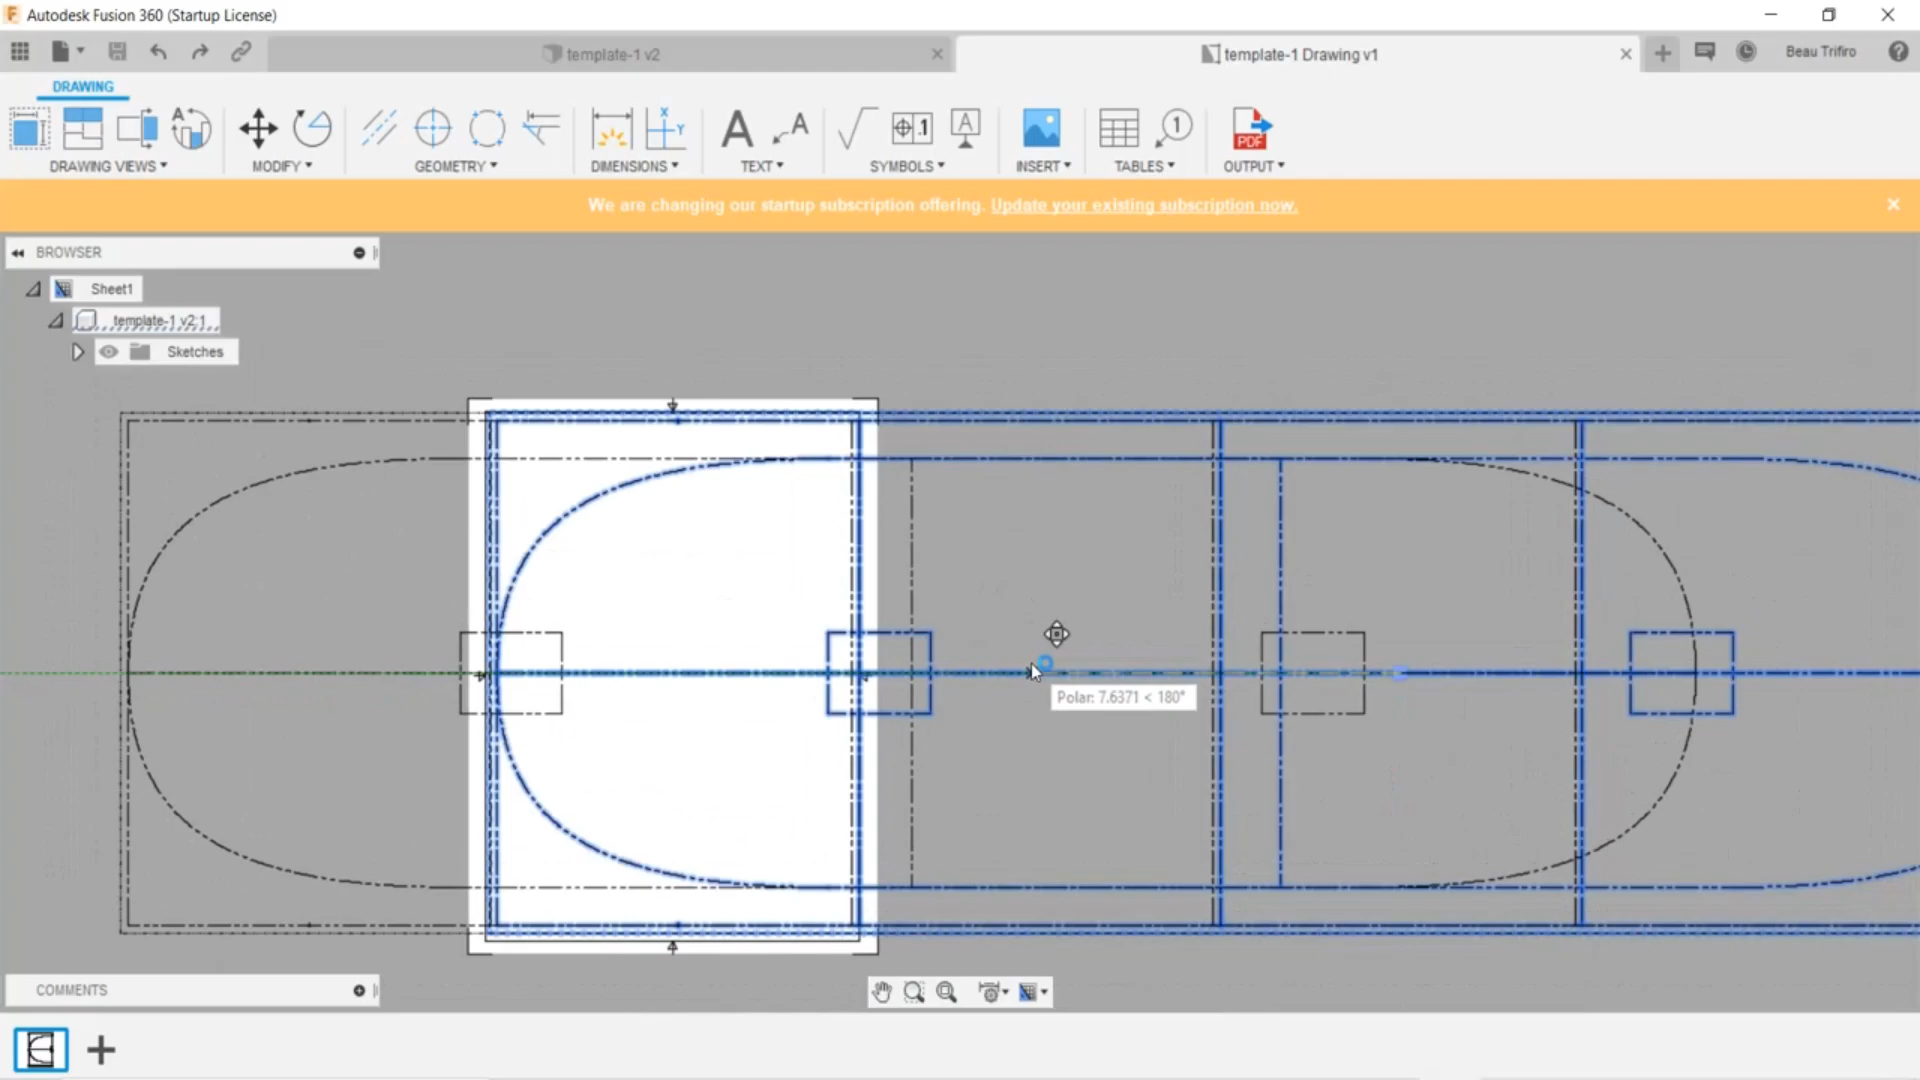 Autodesk Fusion 360 (Startup License)
template-1 v2
template-1 Drawing v1
Beau Trifiro
DRAWING
DRAWING VIEWS
MODIFY
GEOMETRY
DIMENSIONS
TEXT
SYMBOLS
INSERT
TABLES
OUTPUT
We are changing our startup subscription offering. Update your existing subscription now.
BROWSER
Sheet1
template-1 v2:1
Sketches
Polar: 7.6371 < 180°
COMMENTS